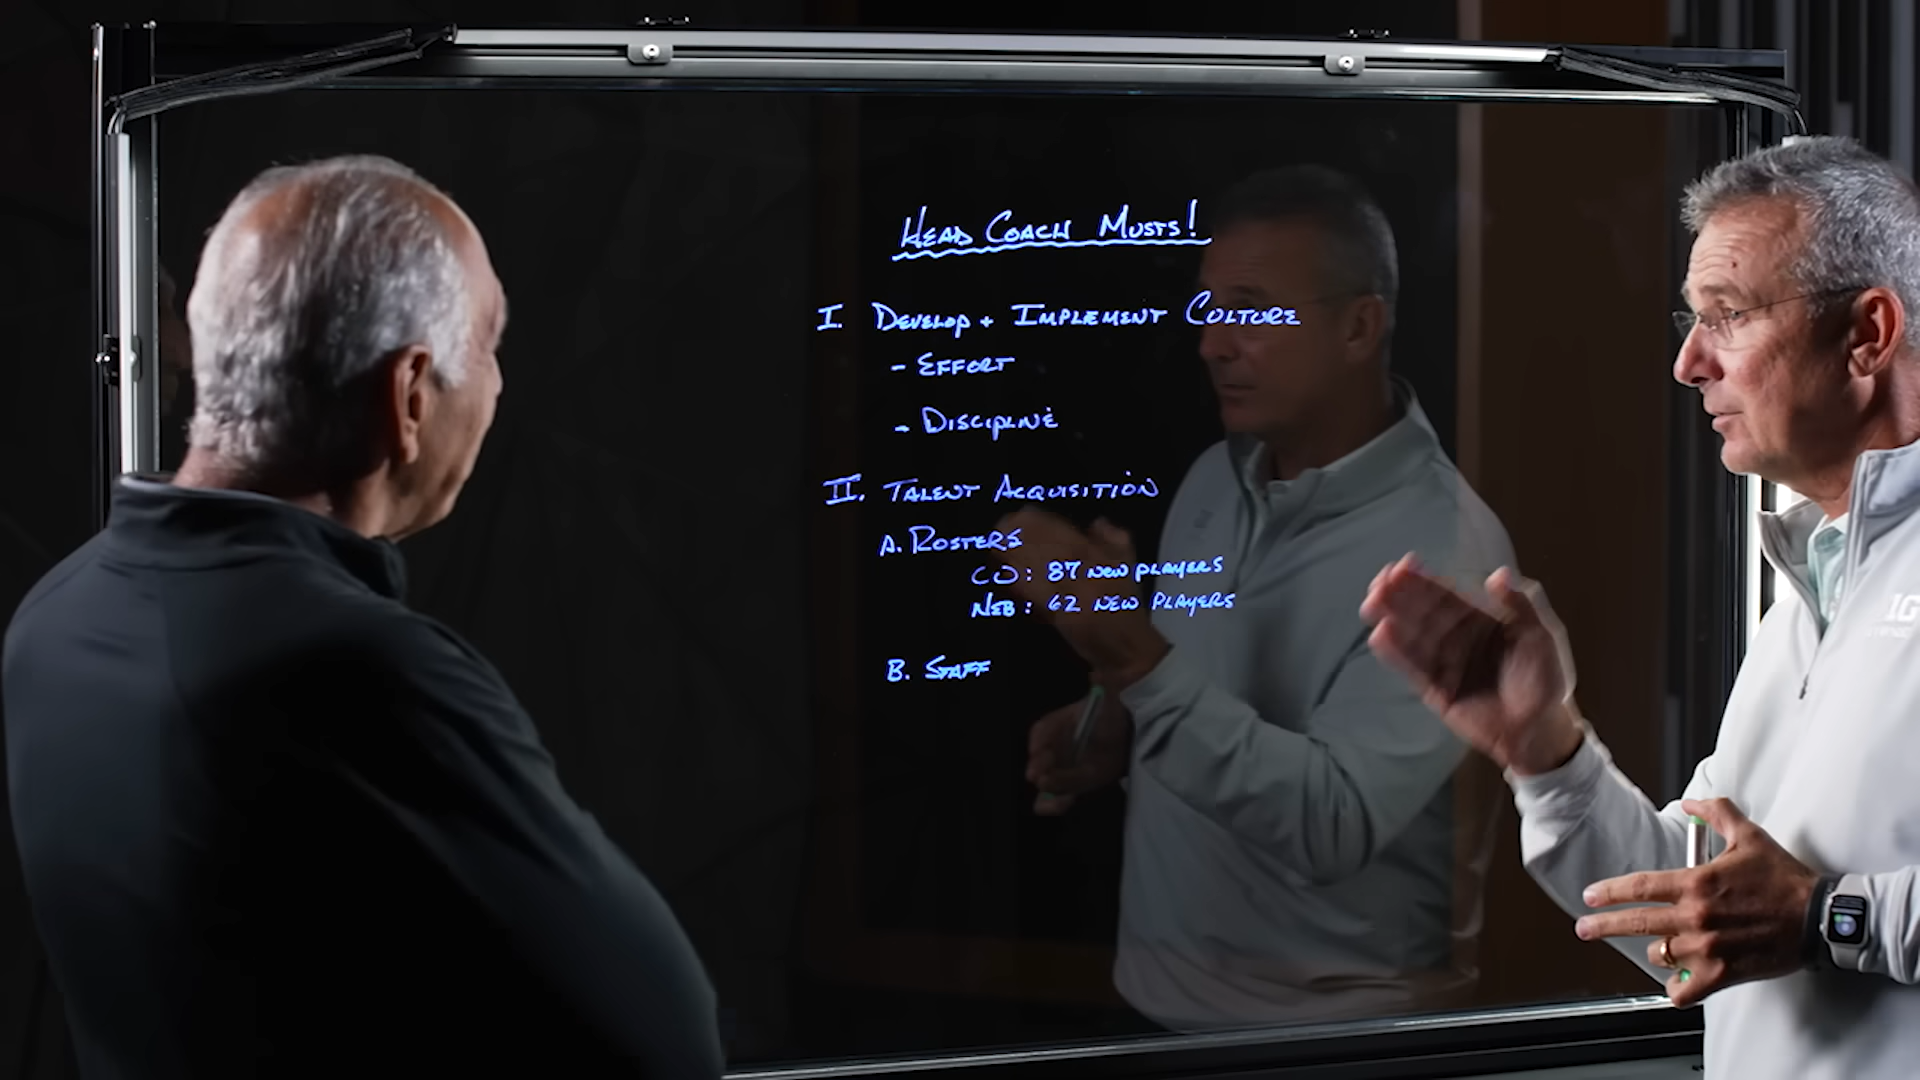 HEAD COACH MUSTS!
I. DEVELOP + IMPLEMENT CULTURE
- EFFORT
- DISCIPLINE
II. TALENT ACQUISITION
A. ROSTERS
CO: 87 NEW PLAYERS
NEB: 62 NEW PLAYERS
B. STAFF
IG